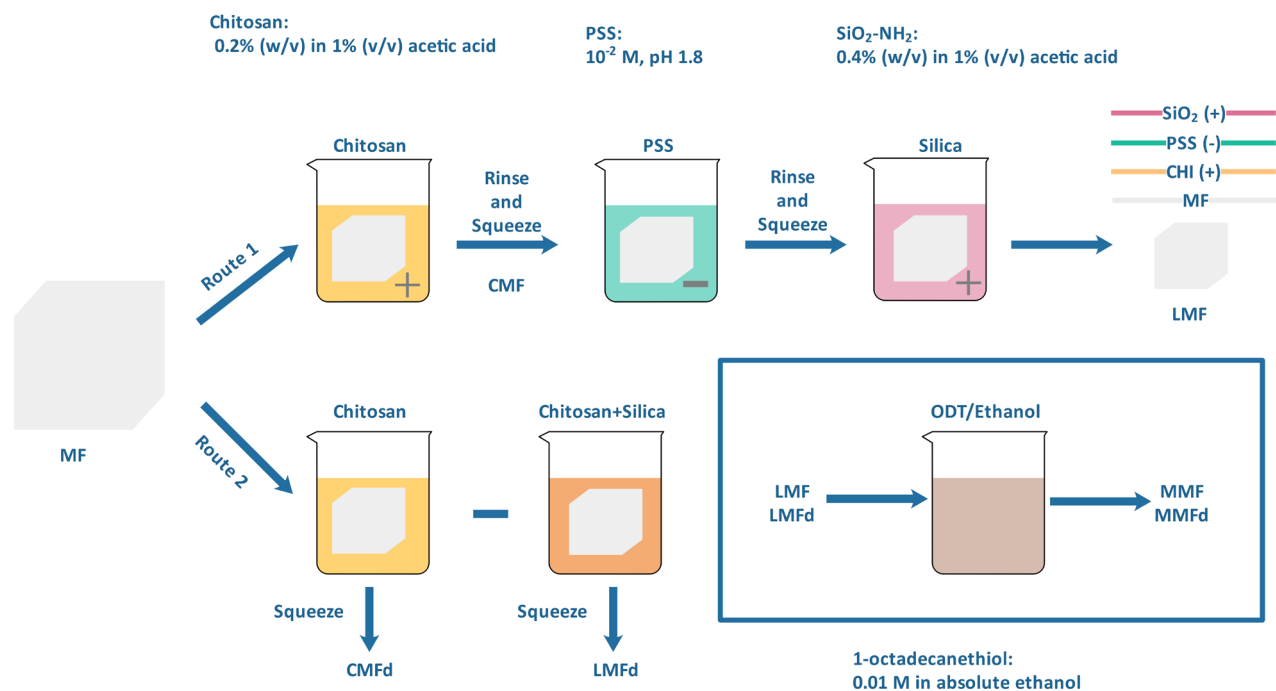 Chitosan:
0.2% (w/v) in 1% (v/v) acetic acid
PSS:
10⁻² M, pH 1.8
SiO₂-NH₂:
0.4% (w/v) in 1% (v/v) acetic acid
SiO₂ (+)
PSS (-)
CHI (+)
MF
Chitosan
PSS
Silica
Route 1
+
Rinse
and
Squeeze
CMF
−
Rinse
and
Squeeze
+
LMF
MF
Route 2
Chitosan
Chitosan+Silica
Squeeze
CMFd
Squeeze
LMFd
ODT/Ethanol
LMF
LMFd
MMF
MMFd
1-octadecanethiol:
0.01 M in absolute ethanol